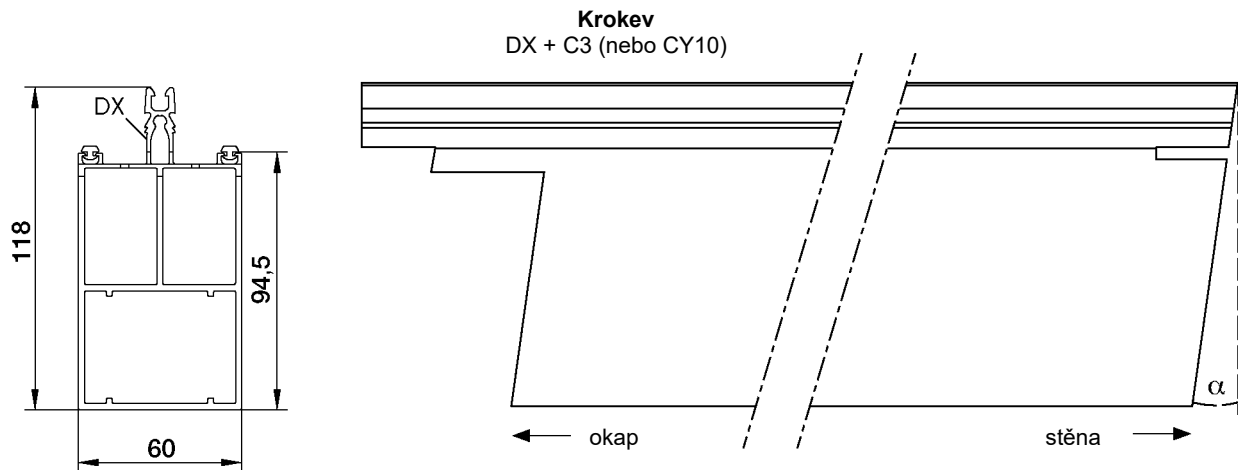 Krokev
DX + C3 (nebo CY10)
DX
118
94,5
60
α
okap
stěna